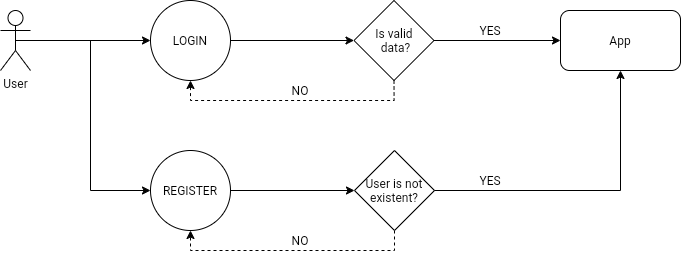 User
LOGIN
Is valid
data?
YES
App
NO
REGISTER
User is not
existent?
YES
NO